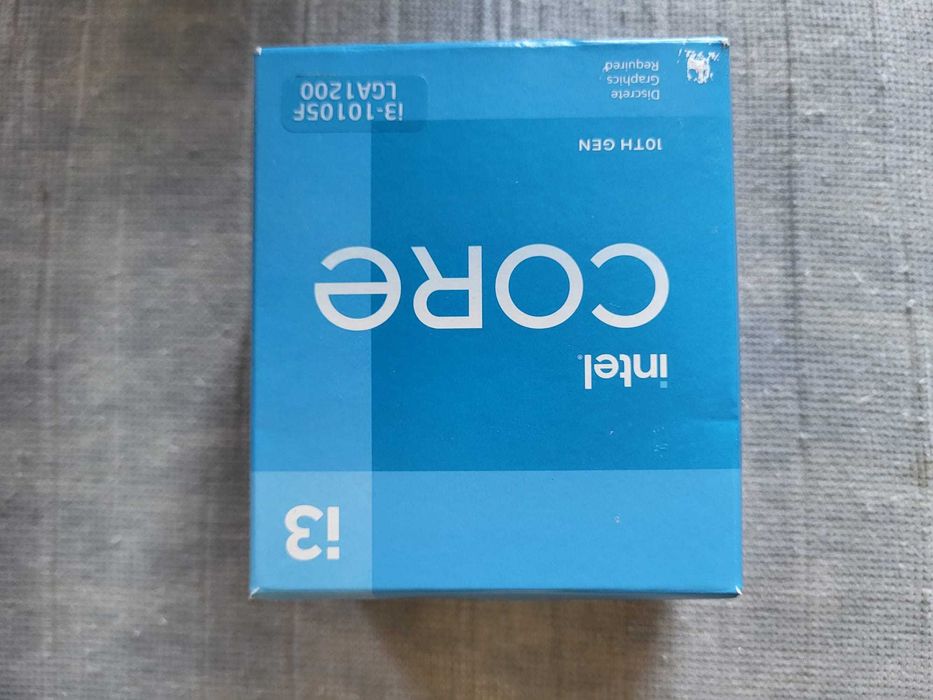 i3
intel
CORE
10TH GEN
Discrete
Graphics
Required
i3-10105F
LGA1200